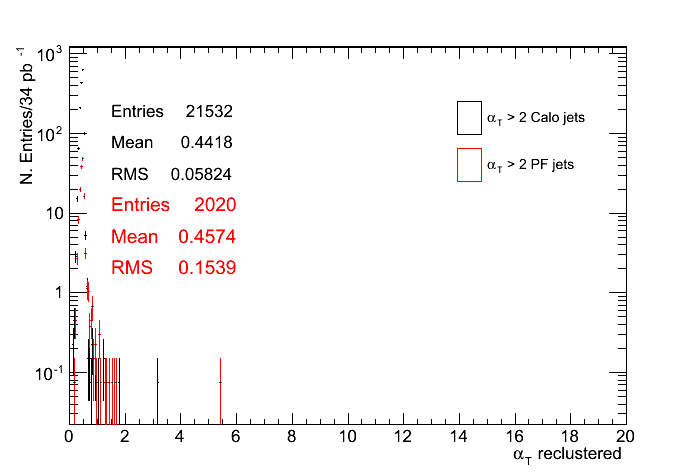 N. Entries/34 pb⁻¹
10³
10²
10
1
10⁻¹
Entries 21532
Mean 0.4418
RMS 0.05824
Entries 2020
Mean 0.4574
RMS 0.1539
α_T > 2 Calo jets
α_T > 2 PF jets
0 2 4 6 8 10 12 14 16 18 20
α_T reclustered